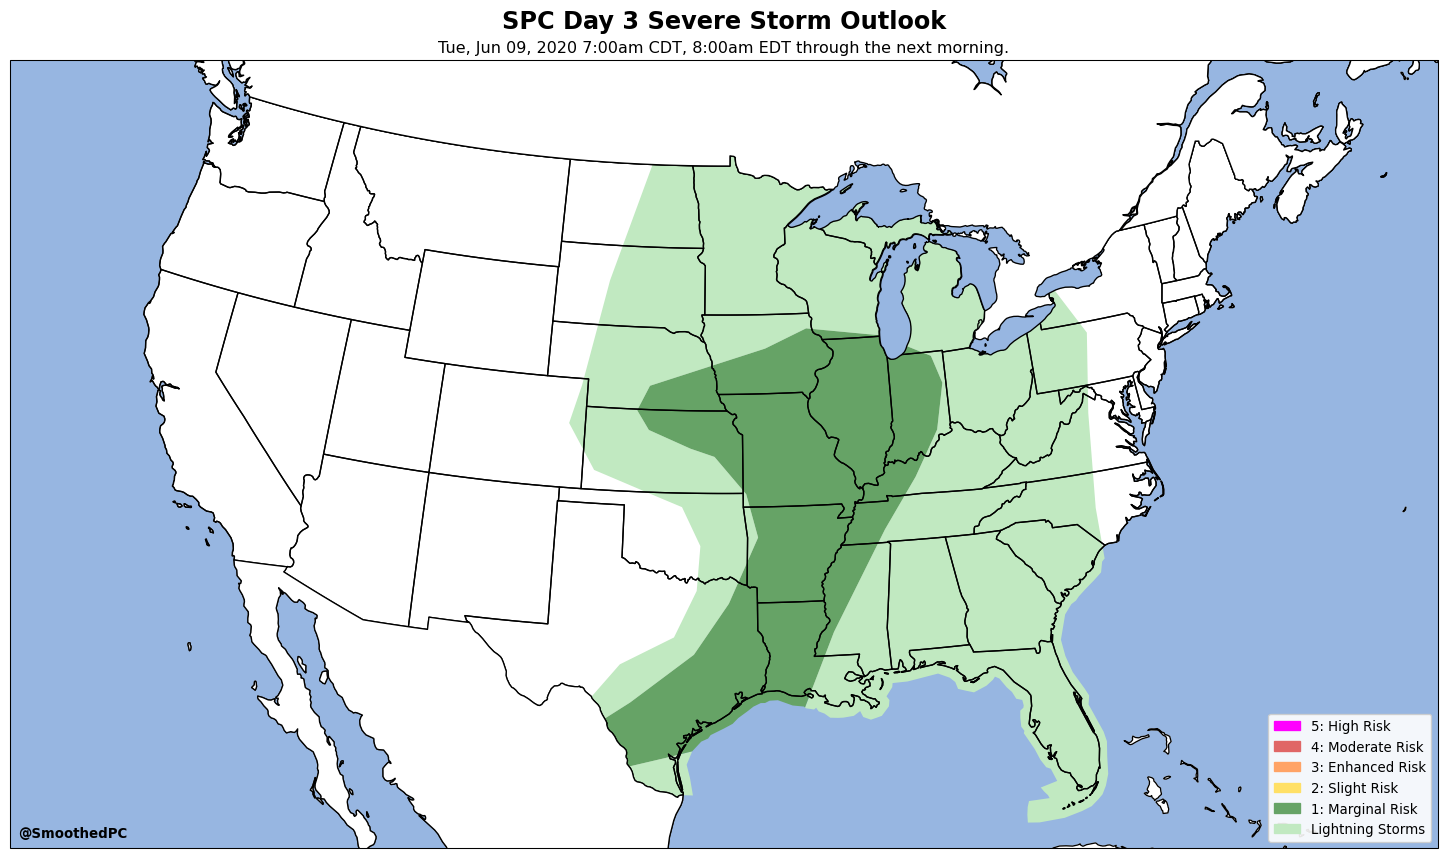 SPC Day 3 Severe Storm Outlook
Tue, Jun 09, 2020 7:00am CDT, 8:00am EDT through the next morning.
5: High Risk
4: Moderate Risk
3: Enhanced Risk
2: Slight Risk
1: Marginal Risk
Lightning Storms
@SmoothedPC